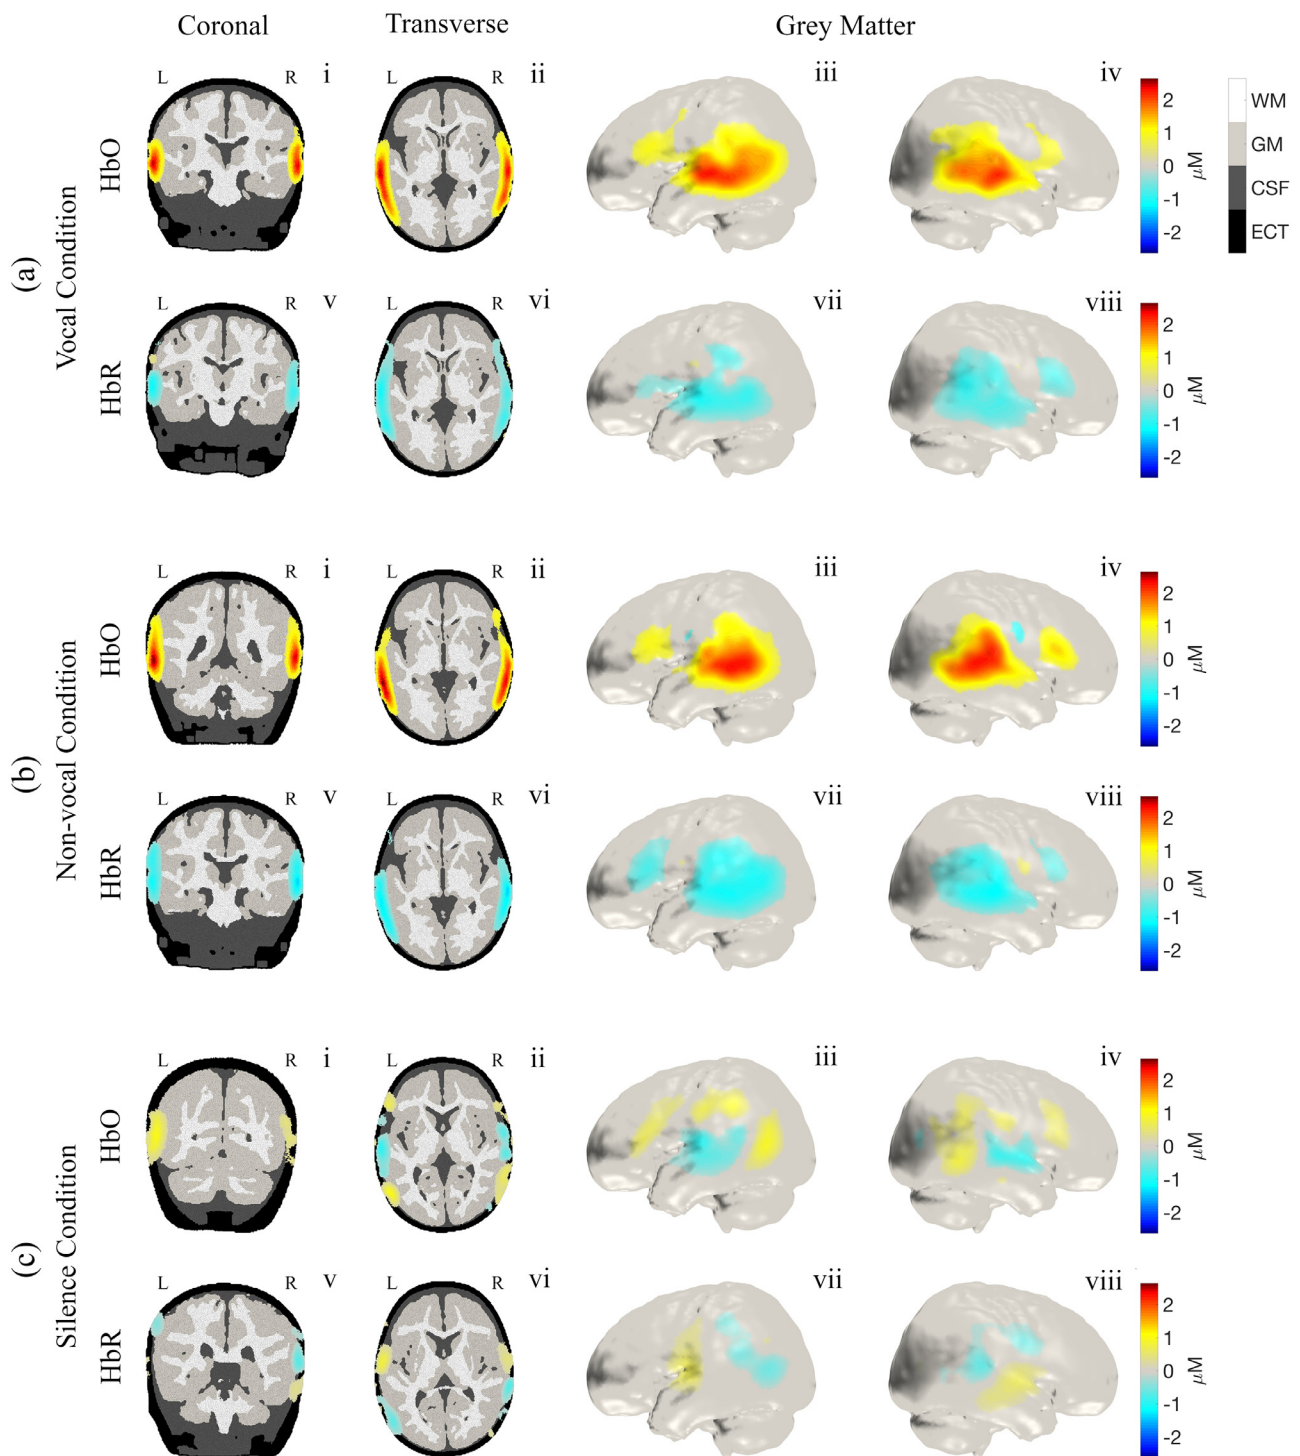 Coronal Transverse Grey Matter
(a)
Vocal Condition
HbO
L R i
L R ii
iii
iv
2
1
0
-1
-2
μM
WM
GM
CSF
ECT
HbR
L R v
L R vi
vii
viii
2
1
0
-1
-2
μM
(b)
Non-vocal Condition
HbO
L R i
L R ii
iii
iv
2
1
0
-1
-2
μM
HbR
L R v
L R vi
vii
viii
2
1
0
-1
-2
μM
(c)
Silence Condition
HbO
L R i
L R ii
iii
iv
2
1
0
-1
-2
μM
HbR
L R v
L R vi
vii
viii
2
1
0
-1
-2
μM